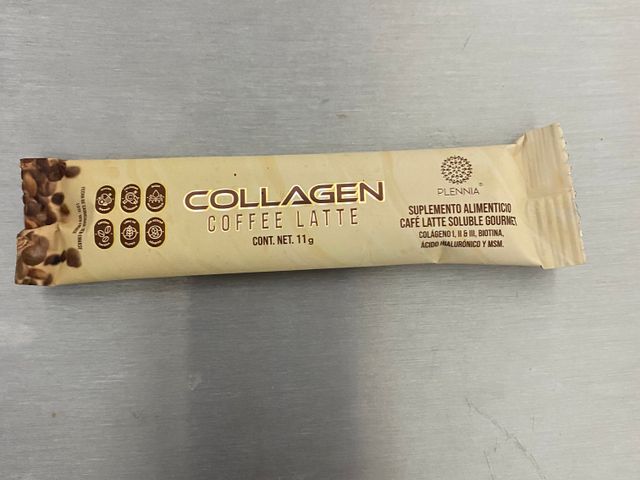 COLLAGEN
COFFEE LATTE
CONT. NET. 11 g
PLENNIA
®
SUPLEMENTO ALIMENTICIO
CAFÉ LATTE SOLUBLE GOURMET,
COLÁGENO I, II & III, BIOTINA,
ÁCIDO HIALURÓNICO Y MSM.